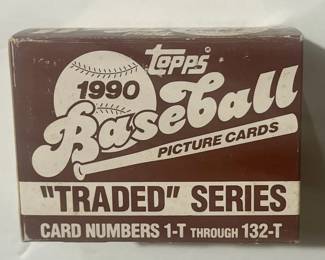 Topps
1990
Baseball
PICTURE CARDS
"TRADED" SERIES
CARD NUMBERS 1-T THROUGH 132-T